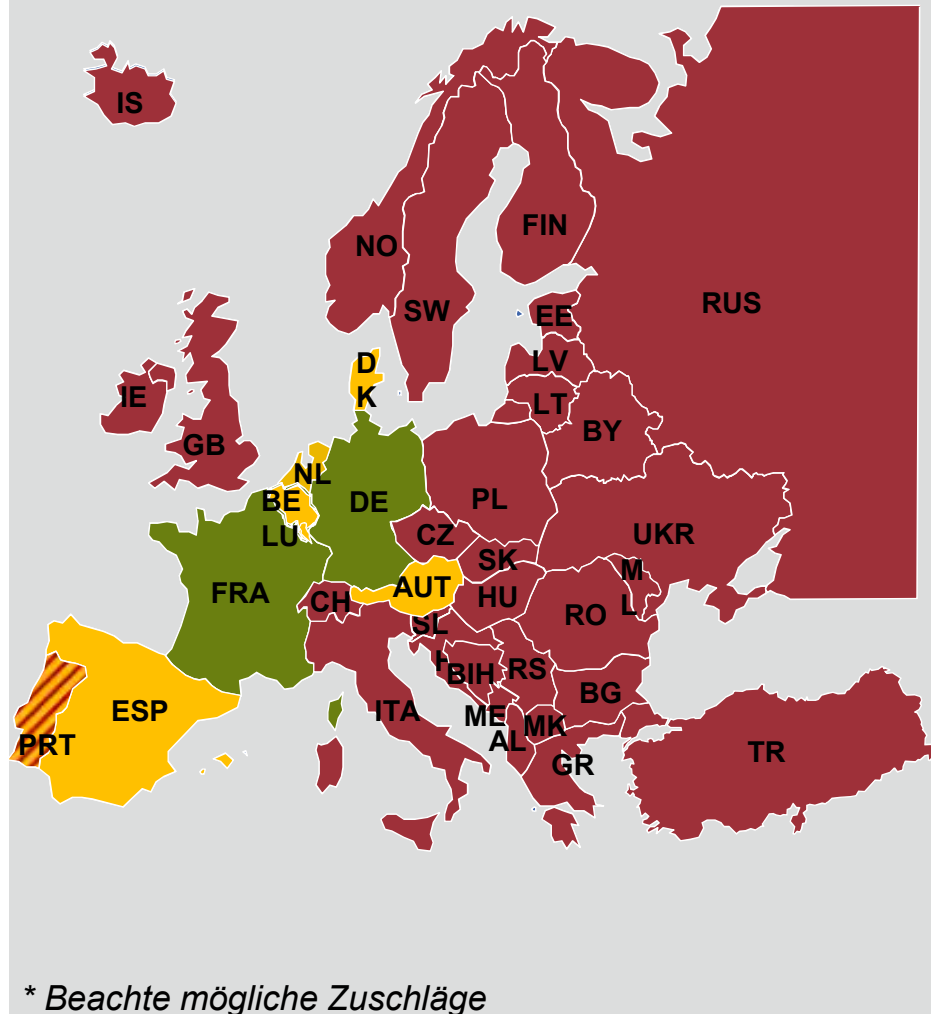 IS
NO
FIN
SW
RUS
EE
D
K
LV
IE
LT
BY
GB
NL
BE
DE
PL
LU
CZ
UKR
SK
M
L
FRA
AUT
CH
HU
RO
SL
H
BIH
RS
BG
ESP
ITA
ME
MK
PRT
AL
GR
TR
* Beachte mögliche Zuschläge